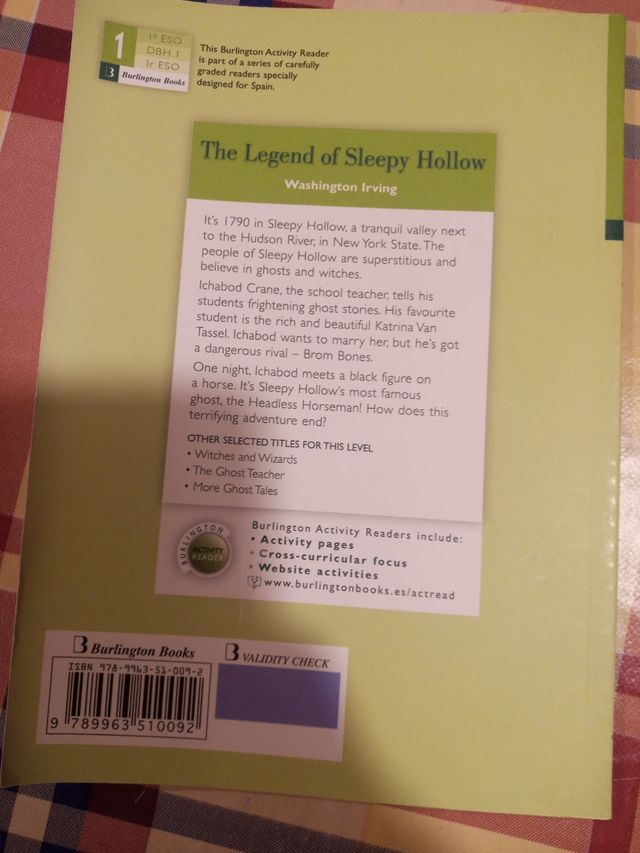 1
1º ESO
DBH 1
1r ESO
B Burlington Books
This Burlington Activity Reader
is part of a series of carefully
graded readers specially
designed for Spain.
The Legend of Sleepy Hollow
Washington Irving
It's 1790 in Sleepy Hollow, a tranquil valley next
to the Hudson River, in New York State. The
people of Sleepy Hollow are superstitious and
believe in ghosts and witches.
Ichabod Crane, the school teacher, tells his
students frightening ghost stories. His favourite
student is the rich and beautiful Katrina Van
Tassel. Ichabod wants to marry her, but he's got
a dangerous rival – Brom Bones.
One night, Ichabod meets a black figure on
a horse. It's Sleepy Hollow's most famous
ghost, the Headless Horseman! How does this
terrifying adventure end?
OTHER SELECTED TITLES FOR THIS LEVEL
• Witches and Wizards
• The Ghost Teacher
• More Ghost Tales
BURLINGTON
ACTIVITY
READER
Burlington Activity Readers include:
• Activity pages
• Cross-curricular focus
• Website activities
www.burlingtonbooks.es/actread
B Burlington Books
ISBN 978-9963-51-009-2
9 789963 510092
B VALIDITY CHECK